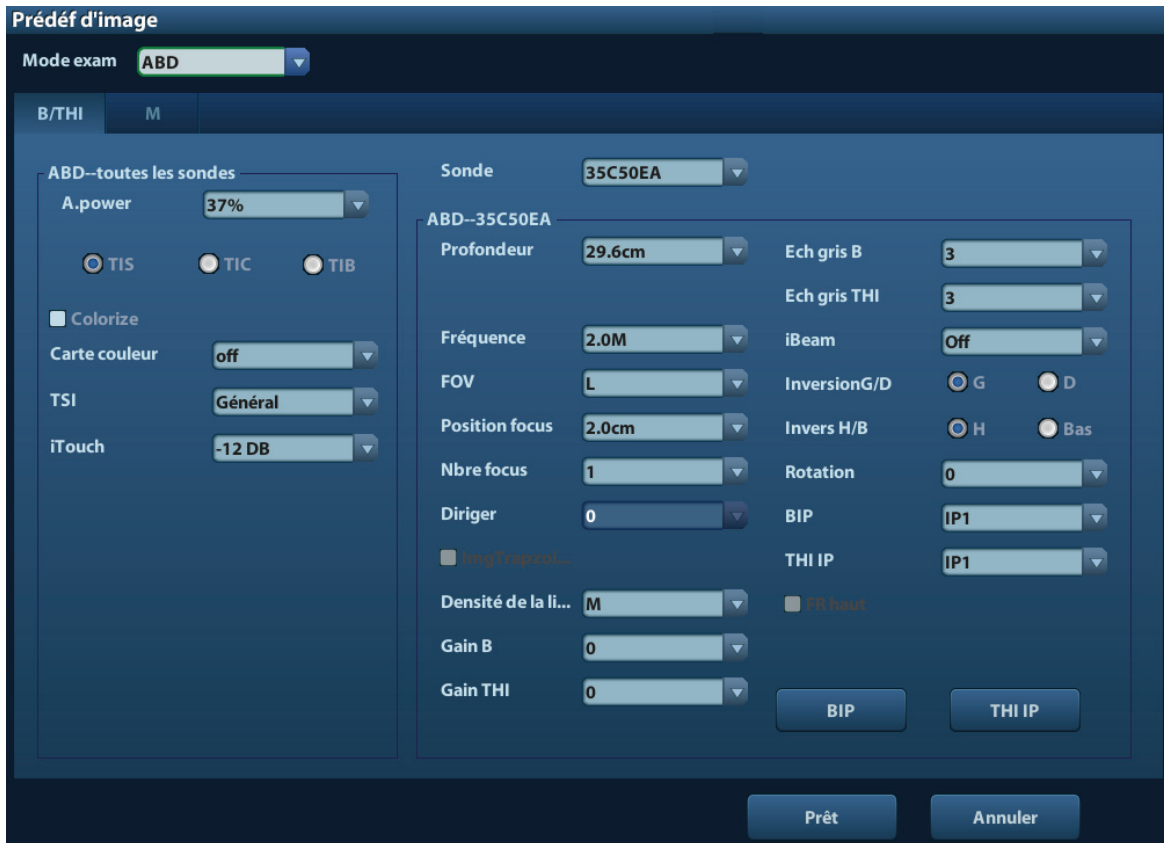 Prédéf d'image
Mode exam ABD
B/THI M
ABD--toutes les sondes
A.power 37%
TIS TIC TIB
Colorize
Carte couleur off
TSI Général
iTouch -12 DB
Sonde 35C50EA
ABD--35C50EA
Profondeur 29.6cm Ech gris B 3
Ech gris THI 3
Fréquence 2.0M iBeam Off
FOV L InversionG/D G D
Position focus 2.0cm Invers H/B H Bas
Nbre focus 1 Rotation 0
Diriger 0 BIP IP1
THI IP IP1
Densité de la li... M FR haut
Gain B 0
Gain THI 0
BIP THI IP
Prêt Annuler